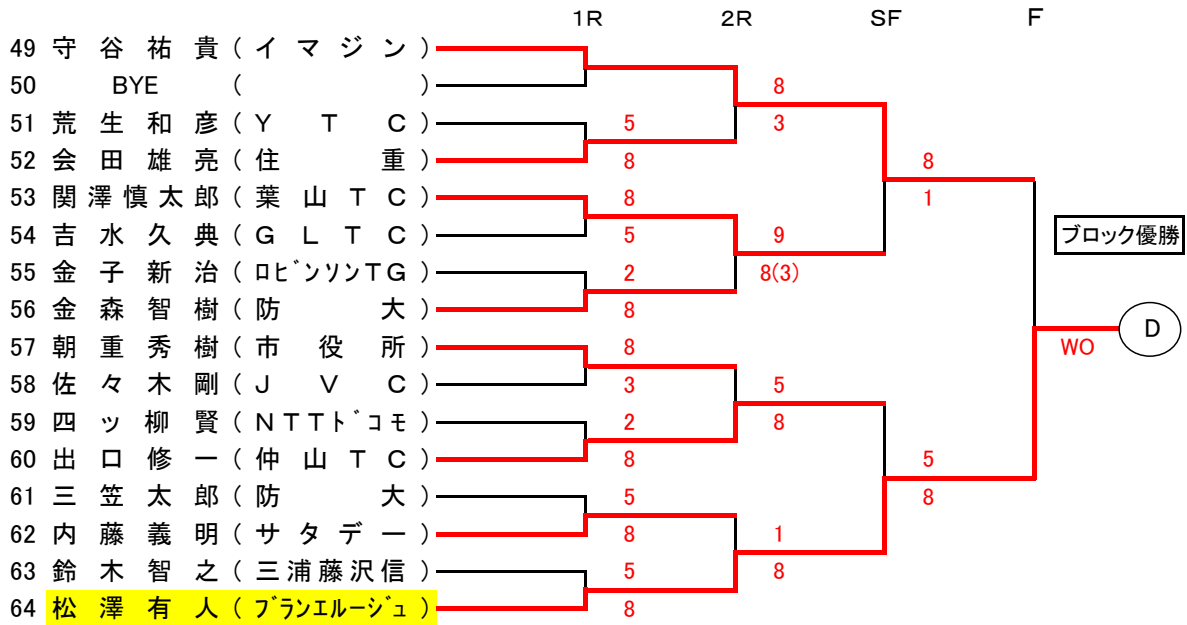 1R 2R SF F
49 守谷祐貴(イマジン)
50 BYE ( )
8
51 荒生和彦(YTC) 5 3
52 会田雄亮(住重) 8 8
53 関澤慎太郎(葉山TC) 8 1
54 吉水久典(GLTC) 5 9
ブロック優勝
55 金子新治(ロビンソンTG) 2 8(3)
56 金森智樹(防大) 8
D
57 朝重秀樹(市役所) 8 WO
58 佐々木剛(JVC) 3 5
59 四ッ柳賢(NTTドコモ) 2 8
60 出口修一(仲山TC) 8 5
61 三笠太郎(防大) 5 8
62 内藤義明(サタデー) 8 1
63 鈴木智之(三浦藤沢信) 5 8
64 松澤有人(ブランエルージュ) 8